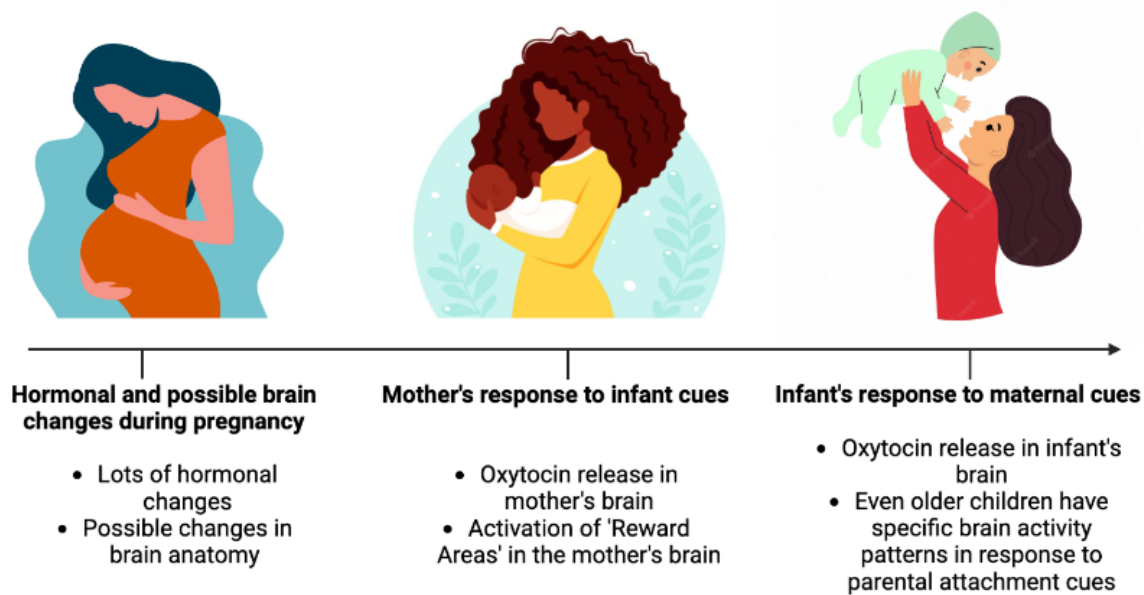 Hormonal and possible brain
changes during pregnancy
• Lots of hormonal
changes
• Possible changes in
brain anatomy
Mother's response to infant cues
• Oxytocin release in
mother's brain
• Activation of 'Reward
Areas' in the mother's brain
Infant's response to maternal cues
• Oxytocin release in infant's
brain
• Even older children have
specific brain activity
patterns in response to
parental attachment cues